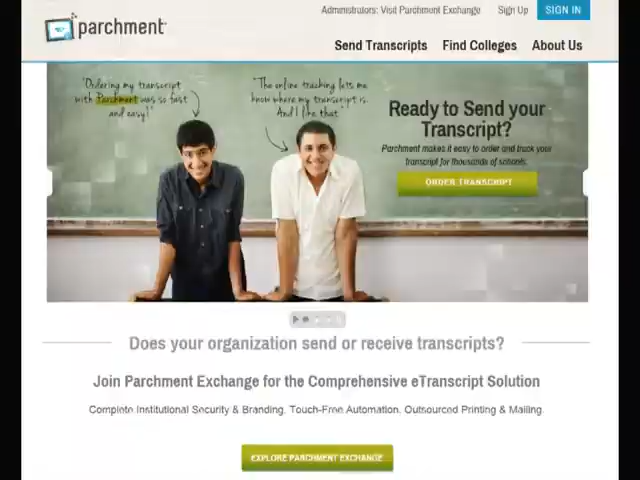 Administrators: Visit Parchment Exchange Sign Up SIGN IN
parchment
Send Transcripts Find Colleges About Us
"Ordering my transcript
with Parchment was so fast
and easy!"
"The online tracking lets me
know where my transcript is.
And I like that"
Ready to Send your
Transcript?
Parchment makes it easy to order and track your
transcript for thousands of schools.
ORDER TRANSCRIPT
Does your organization send or receive transcripts?
Join Parchment Exchange for the Comprehensive eTranscript Solution
Complete Institutional Security & Branding. Touch-Free Automation. Outsourced Printing & Mailing.
EXPLORE PARCHMENT EXCHANGE